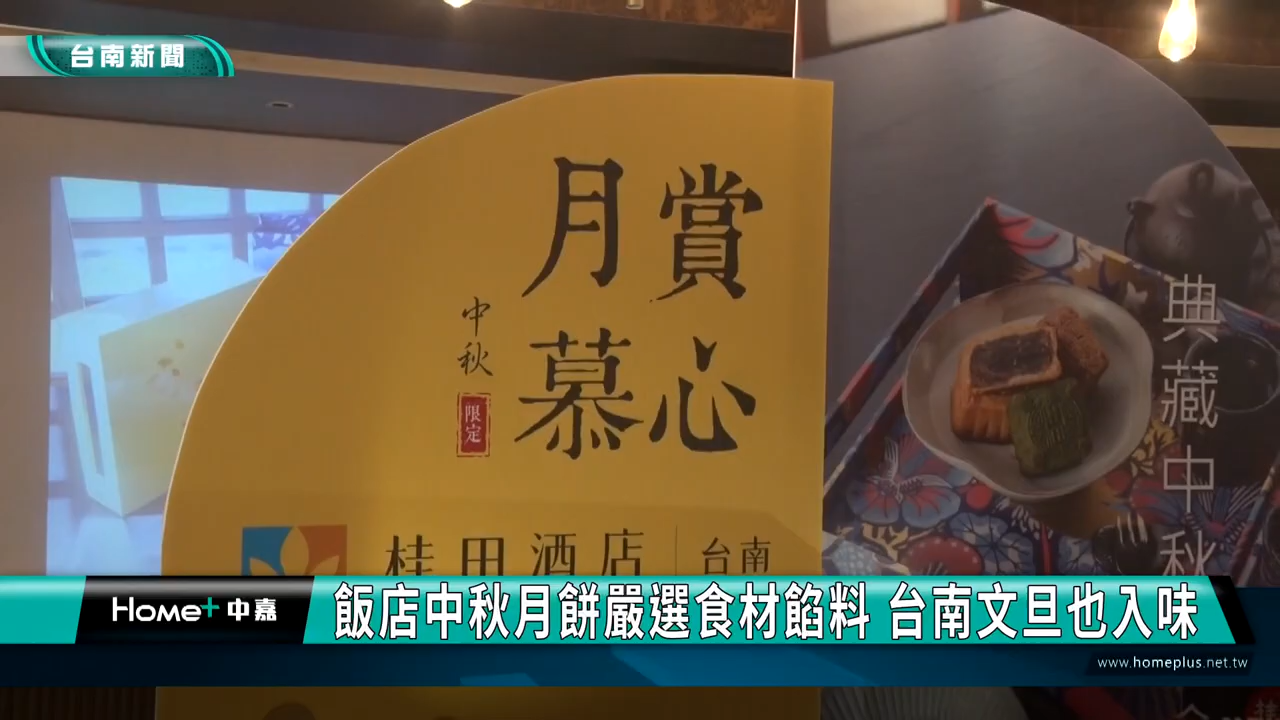 台南新聞
賞心
月慕
中秋
限定
桂田酒店
台南
典藏中秋
Home+中嘉
飯店中秋月餅嚴選食材餡料 台南文旦也入味
www.homeplus.net.tw